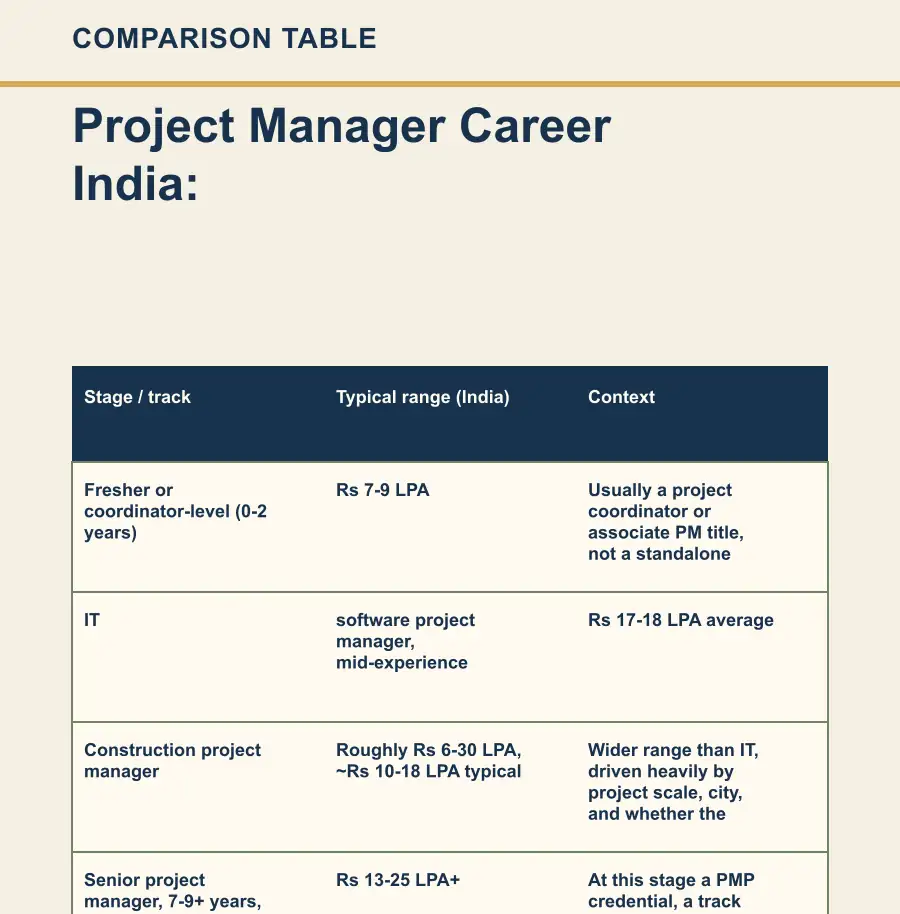 COMPARISON TABLE
Project Manager Career
India:
Stage / track
Typical range (India)
Context
Fresher or
coordinator-level (0-2
years)
Rs 7-9 LPA
Usually a project
coordinator or
associate PM title,
not a standalone
IT
software project
manager,
mid-experience
Rs 17-18 LPA average
Construction project
manager
Roughly Rs 6-30 LPA,
~Rs 10-18 LPA typical
Wider range than IT,
driven heavily by
project scale, city,
and whether the
Senior project
manager, 7-9+ years,
Rs 13-25 LPA+
At this stage a PMP
credential, a track